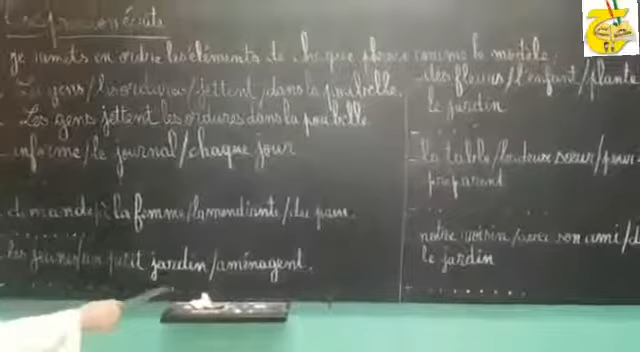 Expression écrite
Je remets en ordre les éléments de chaque phrase comme le modèle.
Les gens/les ordures/jettent/dans la poubelle.
Les gens jettent les ordures dans la poubelle.
- informe/le journal/chaque jour
demande/à la femme/la mendiante/du pain.
les jeunes/un petit jardin/aménagent.
des fleurs/l'enfant/plante
le jardin
- la table/les deux sœurs/pour
préparent
notre voisin/avec son ami/d
le jardin